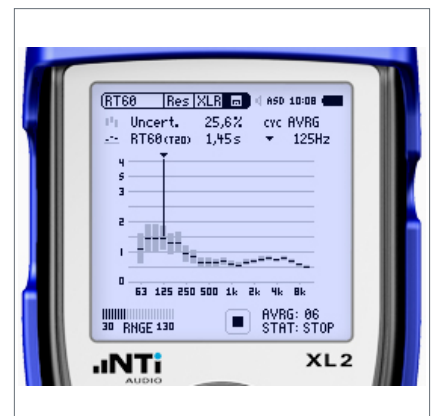 RT60 Res XLR ASD 10:08
Uncert. 25,6% cyc AVRG
RT60(T20) 1,45s 125Hz
4
s
3
2
1
0
63 125 250 500 1k 2k 4k 8k
30 RNGE 130
AVRG: 06
STAT: STOP
NTi
AUDIO
XL2